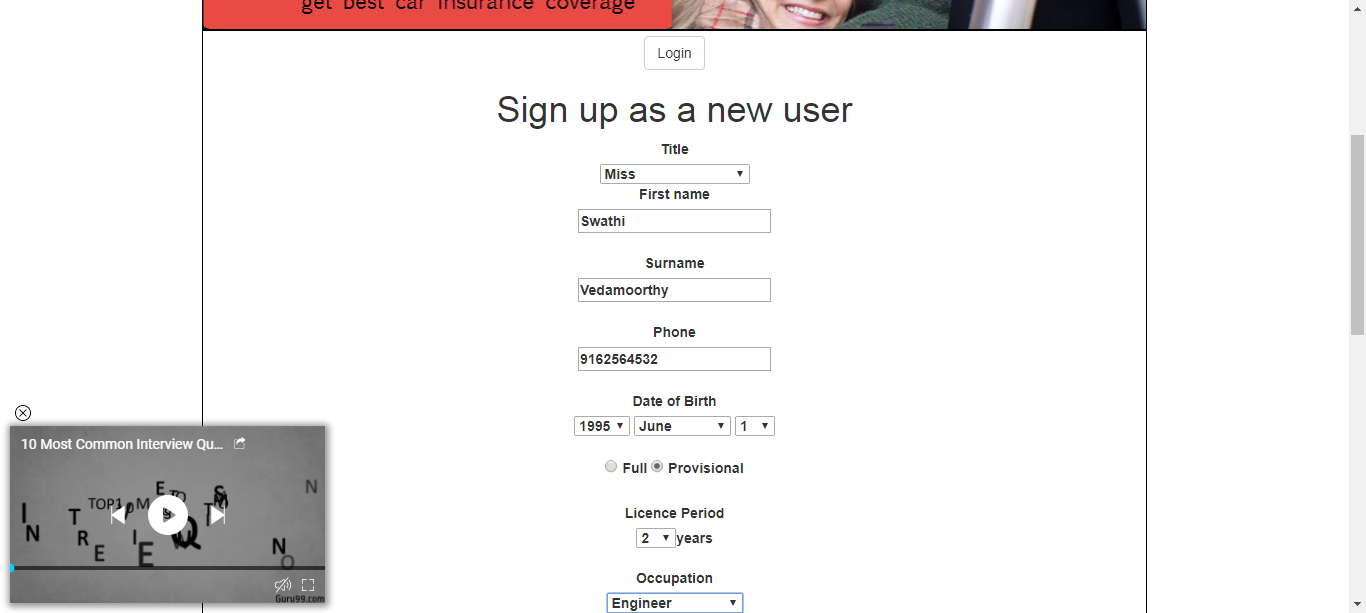 get best car insurance coverage
Login
Sign up as a new user
Title
Miss
First name
Swathi
Surname
Vedamoorthy
Phone
9162564532
Date of Birth
1995 June 1
Full Provisional
Licence Period
2 years
Occupation
Engineer
10 Most Common Interview Qu...
TOP10
Guru99.com